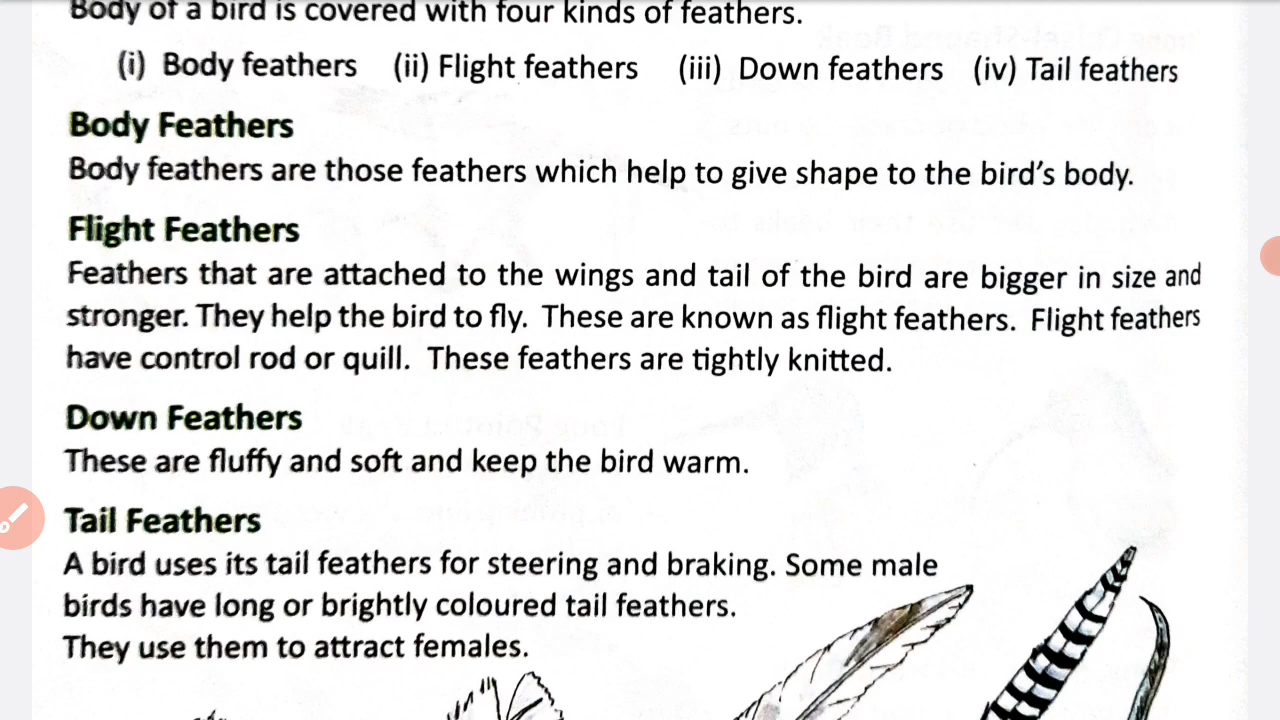 Body of a bird is covered with four kinds of feathers.
(i) Body feathers (ii) Flight feathers (iii) Down feathers (iv) Tail feathers
Body Feathers
Body feathers are those feathers which help to give shape to the bird's body.
Flight Feathers
Feathers that are attached to the wings and tail of the bird are bigger in size and
stronger. They help the bird to fly. These are known as flight feathers. Flight feathers
have control rod or quill. These feathers are tightly knitted.
Down Feathers
These are fluffy and soft and keep the bird warm.
Tail Feathers
A bird uses its tail feathers for steering and braking. Some male
birds have long or brightly coloured tail feathers.
They use them to attract females.